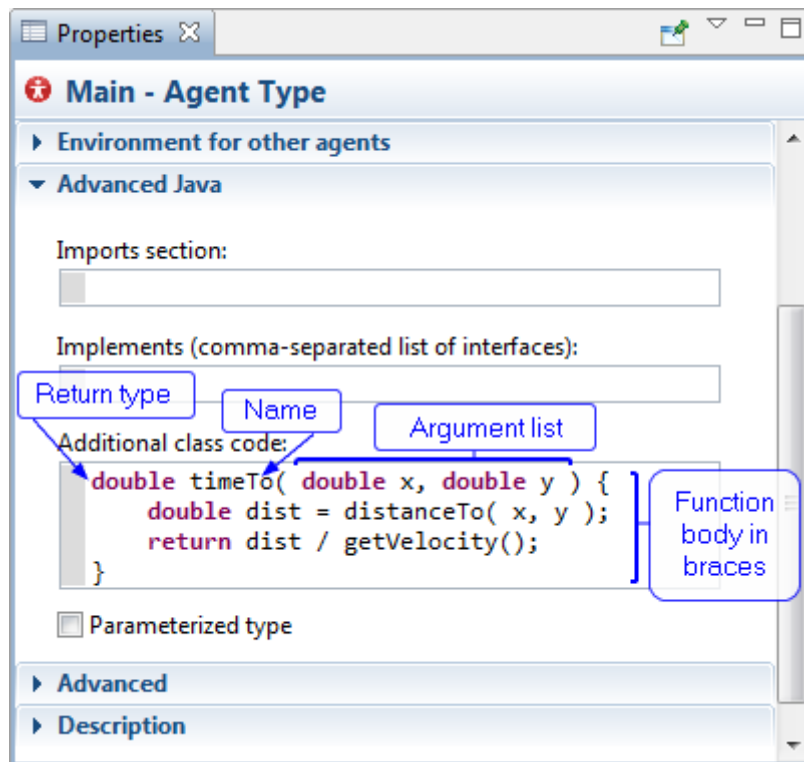 Properties
Main - Agent Type
Environment for other agents
Advanced Java
Imports section:
Implements (comma-separated list of interfaces):
Return type
Name
Argument list
Additional class code:
double timeTo( double x, double y ) {
double dist = distanceTo( x, y );
return dist / getVelocity();
}
Function
body in
braces
Parameterized type
Advanced
Description